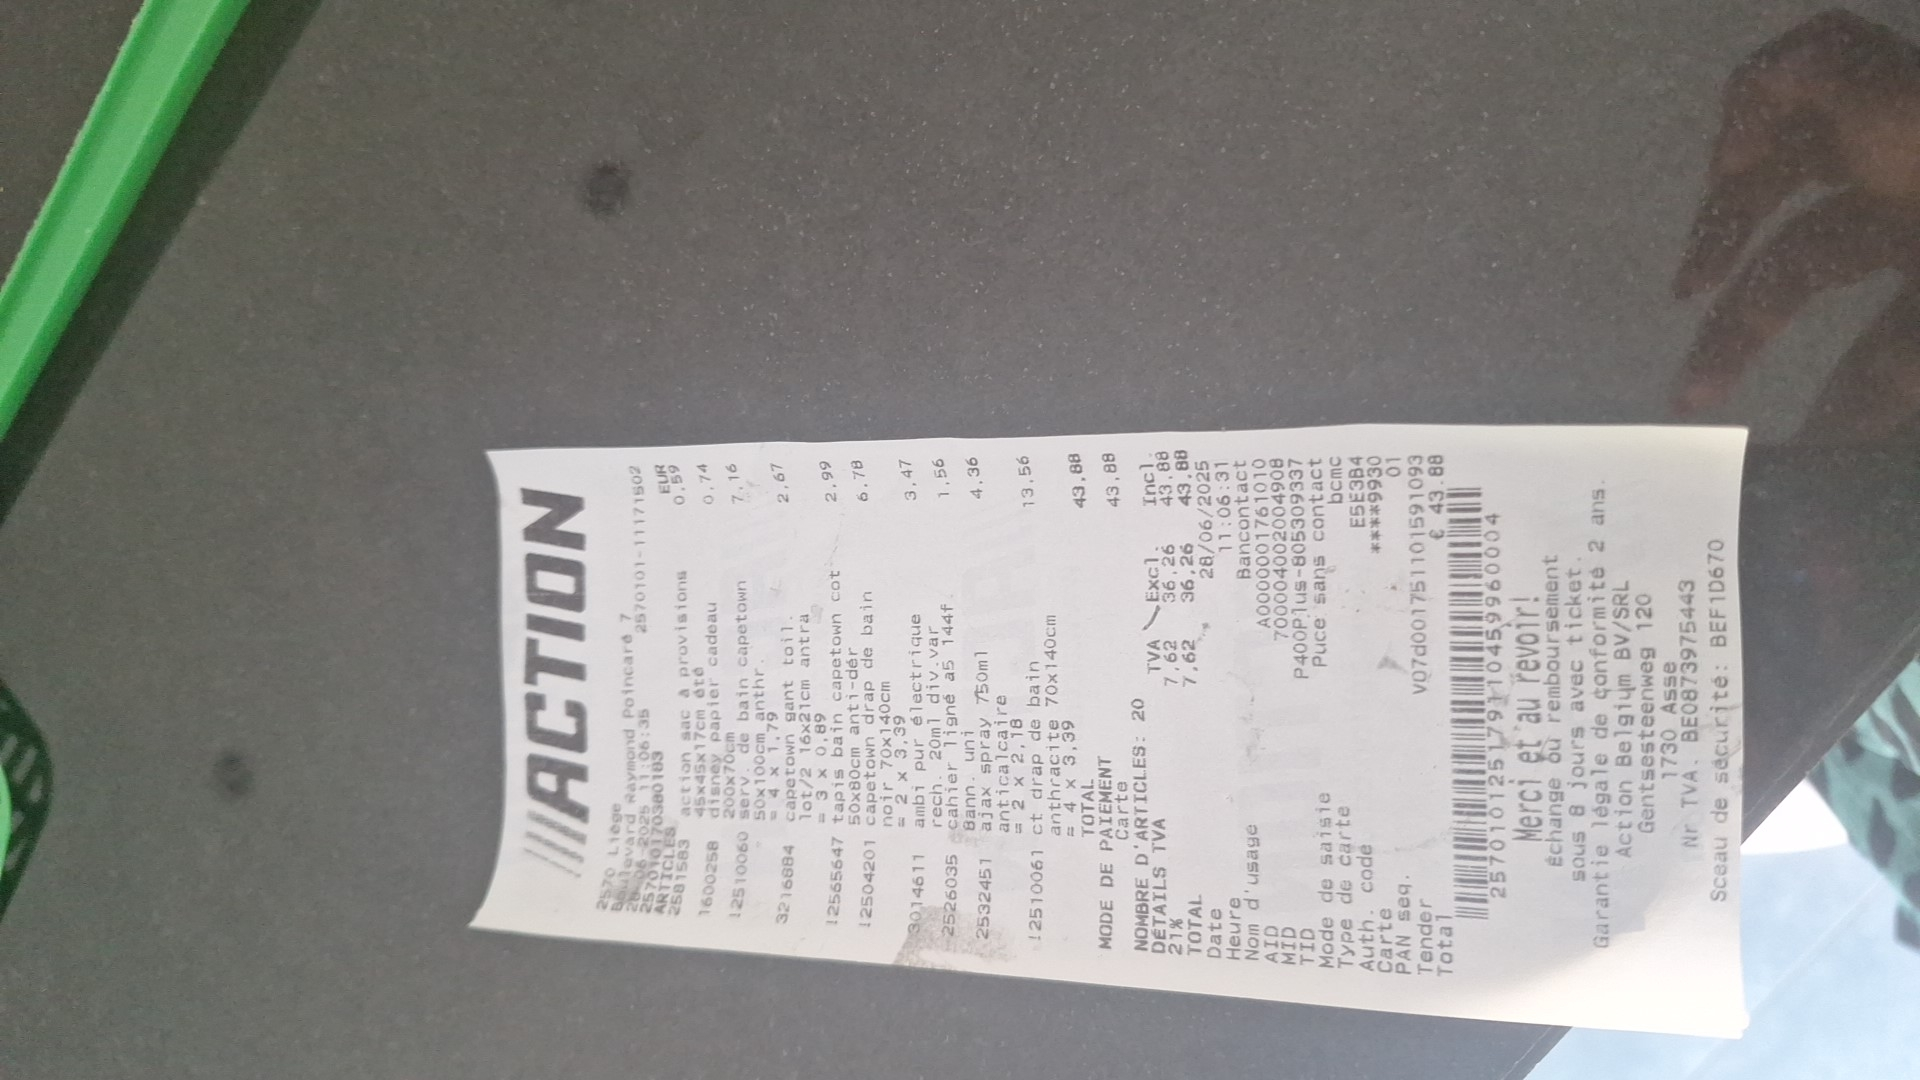 ACTION
2570 Liège
Boulevard Raymond Poincaré 7
28-06-2025 11:06:35 2570101-11171502
2570101170380183
ARTICLES EUR
2581583 action sac à provisions 0,59
45x45x17cm été
1600258 disney papier cadeau 0,74
200x70cm
12510060 serv. de bain capetown 7,16
50x100cm anthr.
= 4 x 1,79
3216884 capetown gant toil. 2,67
lot/2 16x21cm antra
= 3 x 0,89
12565647 tapis bain capetown cot 2,99
50x80cm anti-dér
12504201 capetown drap de bain 6,78
noir 70x140cm
= 2 x 3,39
3014611 ambi pur électrique 3,47
rech. 20ml div.var
2526035 cahier ligné a5 144f. 1,56
Bann. uni
2532451 ajax spray 750ml 4,36
anticalcaire
= 2 x 2,18
12510061 ct drap de bain 13,56
anthracite 70x140cm
= 4 x 3,39
TOTAL 43,88
MODE DE PAIEMENT
Carte 43,88
NOMBRE D'ARTICLES: 20
DÉTAILS TVA TVA Excl. Incl.
21% 7,62 36,26 43,88
TOTAL 7,62 36,26 43,88
Date 28/06/2025
Heure 11:06:31
Nom d'usage Bancontact
AID A0000001761010
MID 70004002004908
TID P400Plus-805309337
Mode de saisie Puce sans contact
Type de carte bcmc
Auth. code E5E3B4
Carte ****9930
PAN seq. 01
Tender VQ7d001751101591093
Total € 43.88
257010125179110459960004
Merci et au revoir!
Échange ou remboursement
sous 8 jours avec ticket.
Garantie légale de conformité 2 ans.
Action Belgium BV/SRL
Gentsesteenweg 120
1730 Asse
Nr TVA. BE0873975443
Sceau de sécurité: BEF1D670